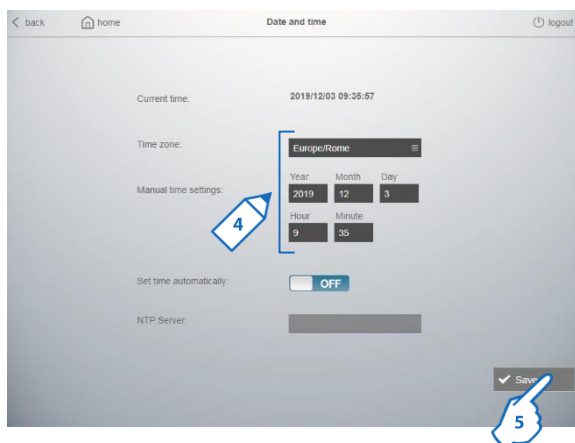 back home Date and time logout
Current time: 2019/12/03 09:35:57
Time zone: Europe/Rome
Year Month Day
Manual time settings: 2019 12 3
Hour Minute
4
9 35
Set time automatically: OFF
NTP Server:
Save
5